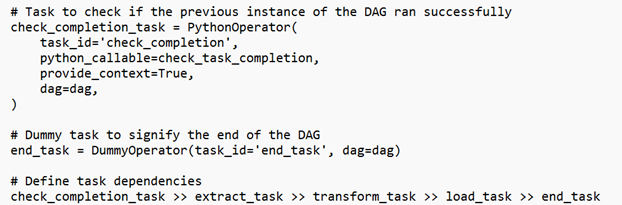 # Task to check if the previous instance of the DAG ran successfully
check_completion_task = PythonOperator(
    task_id='check_completion',
    python_callable=check_task_completion,
    provide_context=True,
    dag=dag,
)

# Dummy task to signify the end of the DAG
end_task = DummyOperator(task_id='end_task', dag=dag)

# Define task dependencies
check_completion_task >> extract_task >> transform_task >> load_task >> end_task